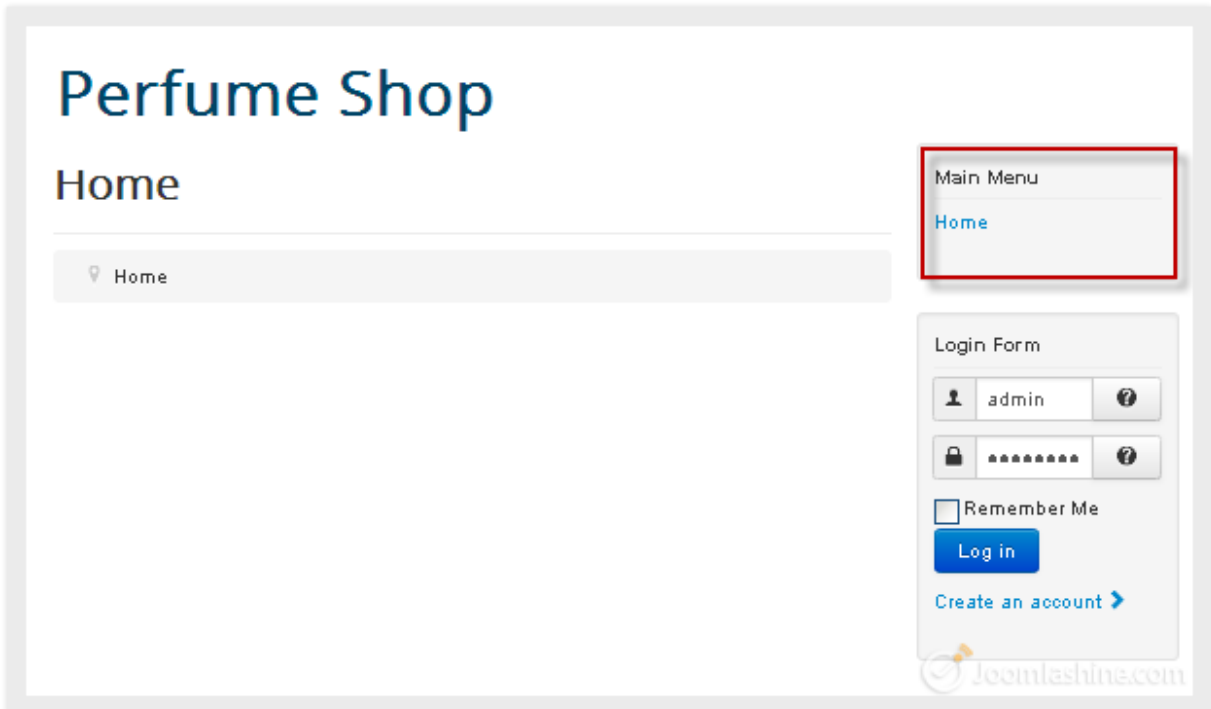 Perfume Shop
Home
Home
Main Menu
Home
Login Form
admin
Remember Me
Log in
Create an account
Joomlashine.com